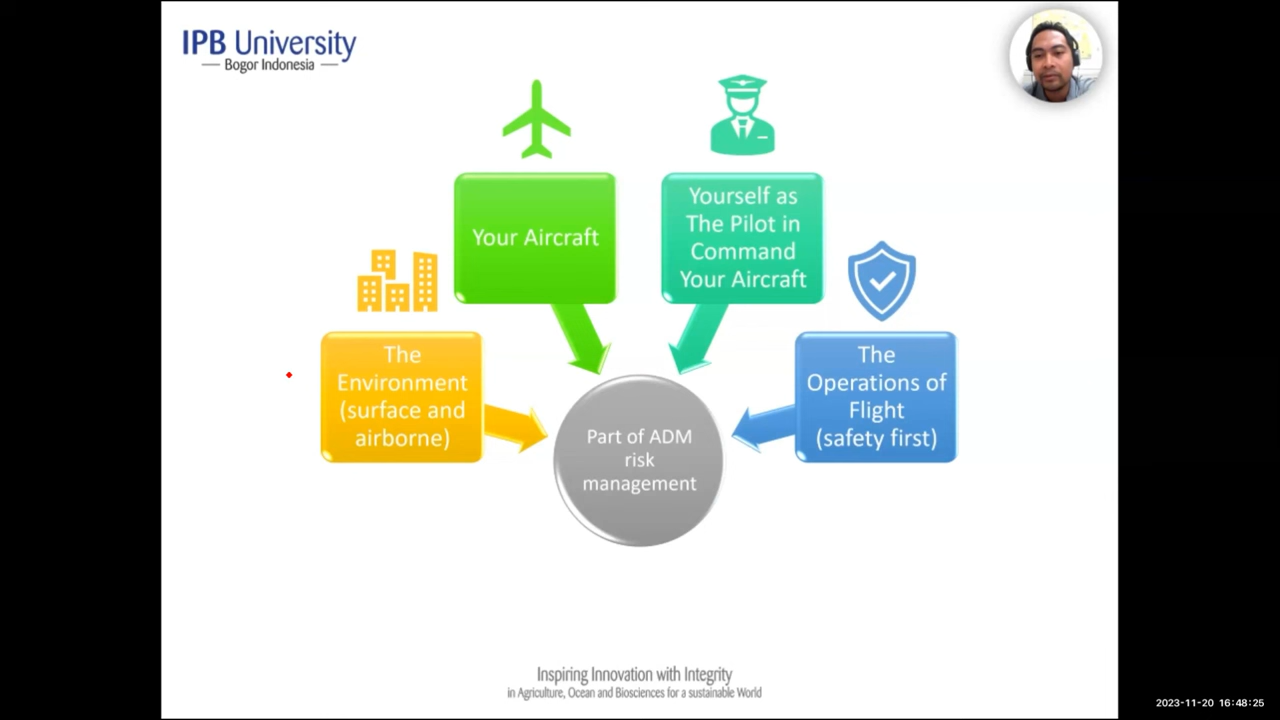 IPB University
Bogor Indonesia
Your Aircraft
Yourself as
The Pilot in
Command
Your Aircraft
The
Environment
(surface and
airborne)
The
Operations of
Flight
(safety first)
Part of ADM
risk
management
Inspiring Innovation with Integrity
in Agriculture, Ocean and Biosciences for a sustainable World
2023-11-20 16:48:25